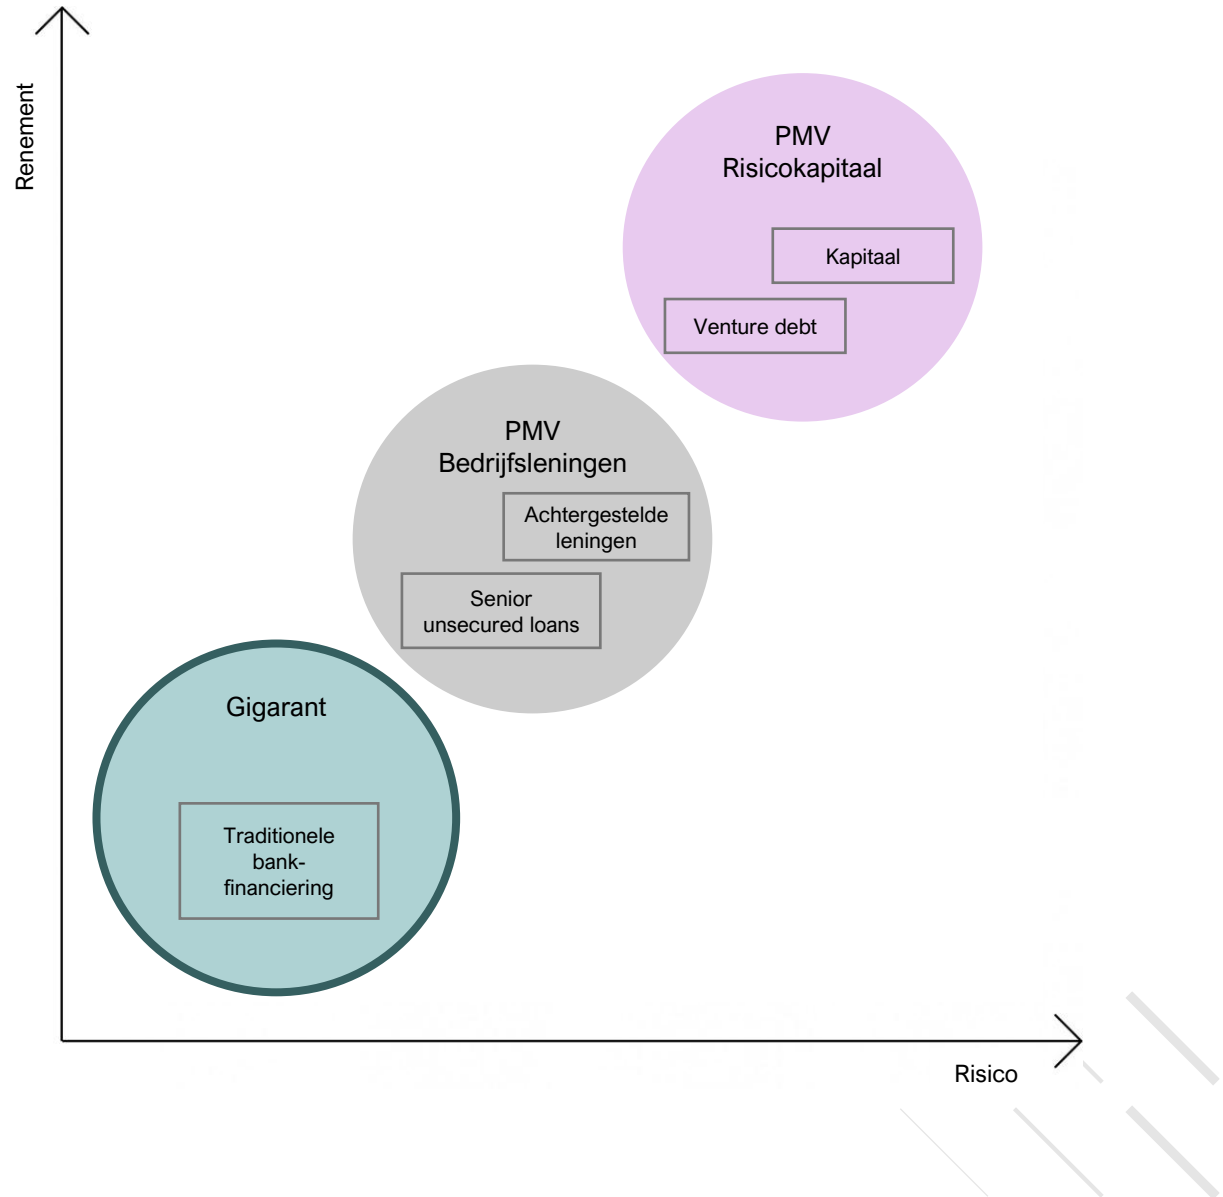 Renement
PMV
Risicokapitaal
Kapitaal
Venture debt
PMV
Bedrijfsleningen
Achtergestelde
leningen
Senior
unsecured loans
Gigarant
Traditionele
bank-
financiering
Risico